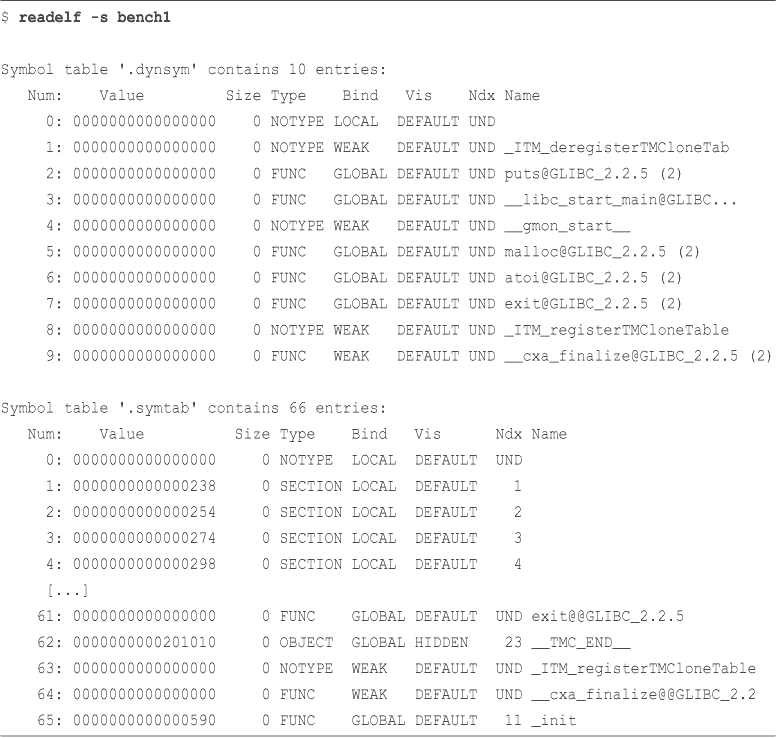 $ readelf -s bench1
Symbol table '.dynsym' contains 10 entries:
Num: Value Size Type Bind Vis Ndx Name
0: 0000000000000000 0 NOTYPE LOCAL DEFAULT UND
1: 0000000000000000 0 NOTYPE WEAK DEFAULT UND _ITM_deregisterTMCloneTab
2: 0000000000000000 0 FUNC GLOBAL DEFAULT UND puts@GLIBC_2.2.5 (2)
3: 0000000000000000 0 FUNC GLOBAL DEFAULT UND __libc_start_main@GLIBC...
4: 0000000000000000 0 NOTYPE WEAK DEFAULT UND __gmon_start__
5: 0000000000000000 0 FUNC GLOBAL DEFAULT UND malloc@GLIBC_2.2.5 (2)
6: 0000000000000000 0 FUNC GLOBAL DEFAULT UND atoi@GLIBC_2.2.5 (2)
7: 0000000000000000 0 FUNC GLOBAL DEFAULT UND exit@GLIBC_2.2.5 (2)
8: 0000000000000000 0 NOTYPE WEAK DEFAULT UND _ITM_registerTMCloneTable
9: 0000000000000000 0 FUNC WEAK DEFAULT UND __cxa_finalize@GLIBC_2.2.5 (2)
Symbol table '.symtab' contains 66 entries:
Num: Value Size Type Bind Vis Ndx Name
0: 0000000000000000 0 NOTYPE LOCAL DEFAULT UND
1: 0000000000000238 0 SECTION LOCAL DEFAULT 1
2: 0000000000000254 0 SECTION LOCAL DEFAULT 2
3: 0000000000000274 0 SECTION LOCAL DEFAULT 3
4: 0000000000000298 0 SECTION LOCAL DEFAULT 4
[...]
61: 0000000000000000 0 FUNC GLOBAL DEFAULT UND exit@@GLIBC_2.2.5
62: 0000000000201010 0 OBJECT GLOBAL HIDDEN 23 __TMC_END__
63: 0000000000000000 0 NOTYPE WEAK DEFAULT UND _ITM_registerTMCloneTable
64: 0000000000000000 0 FUNC WEAK DEFAULT UND __cxa_finalize@@GLIBC_2.2
65: 0000000000000590 0 FUNC GLOBAL DEFAULT 11 _init